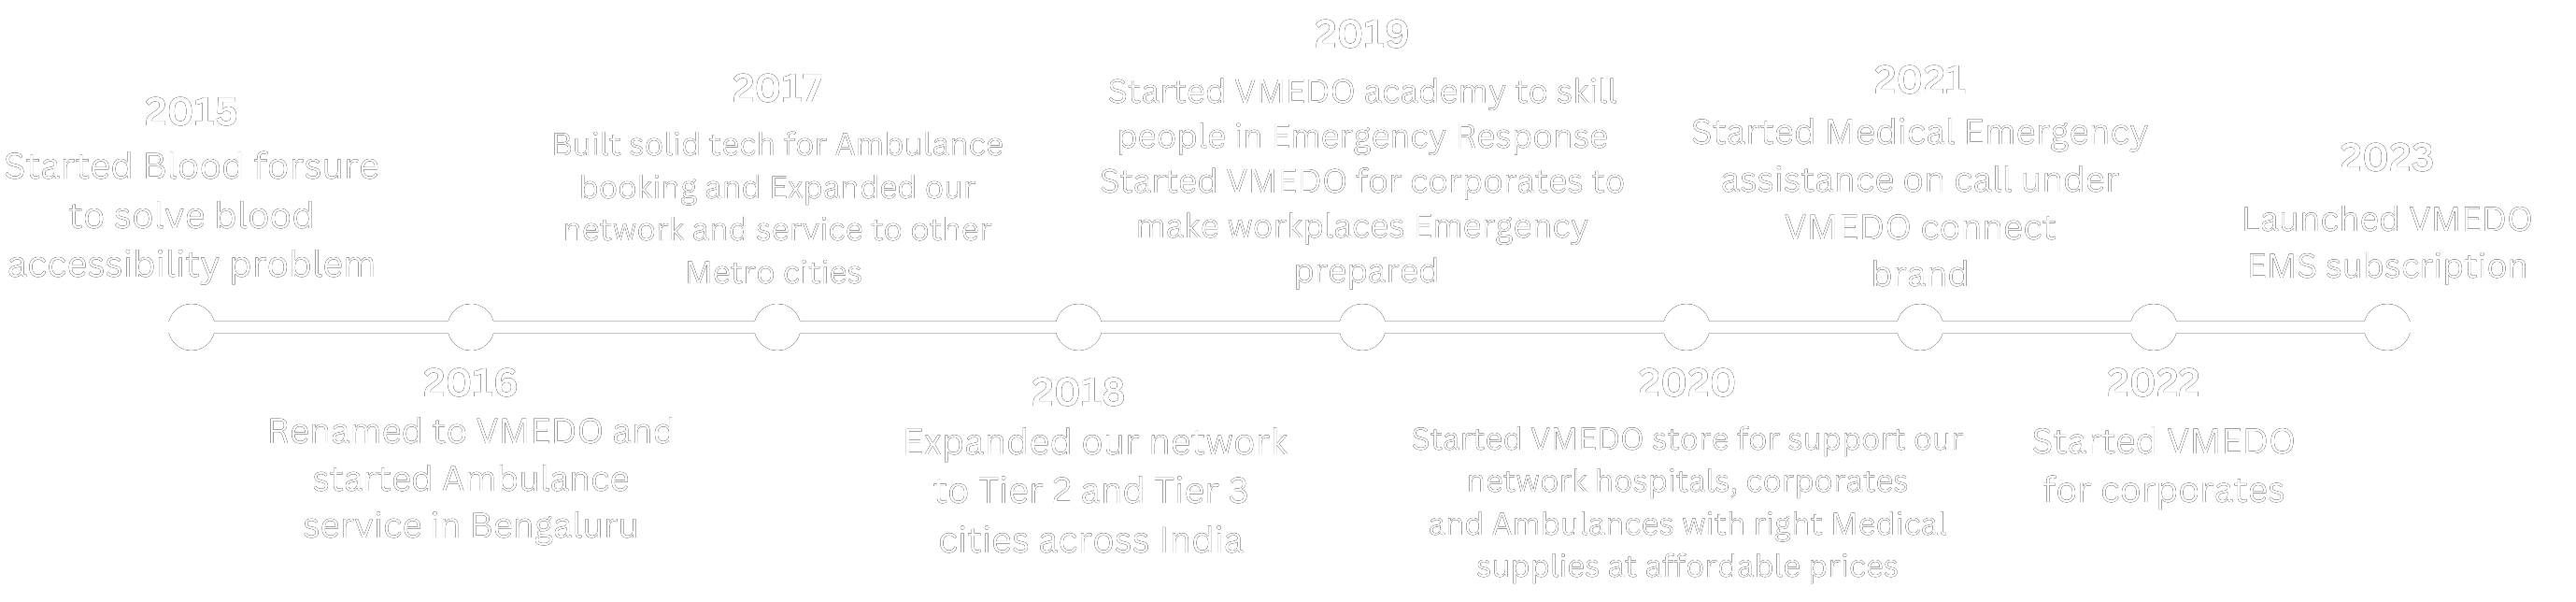 2015
Started Blood forsure
to solve blood
accessibility problem
2016
Renamed to VMEDO and
started Ambulance
service in Bengaluru
2017
Built solid tech for Ambulance
booking and Expanded our
network and service to other
Metro cities
2018
Expanded our network
to Tier 2 and Tier 3
cities across India
2019
Started VMEDO academy to skill
people in Emergency Response
Started VMEDO for corporates to
make workplaces Emergency
prepared
2020
Started VMEDO store for support our
network hospitals, corporates
and Ambulances with right Medical
supplies at affordable prices
2021
Started Medical Emergency
assistance on call under
VMEDO connect
brand
2022
Started VMEDO
for corporates
2023
Launched VMEDO
EMS subscription